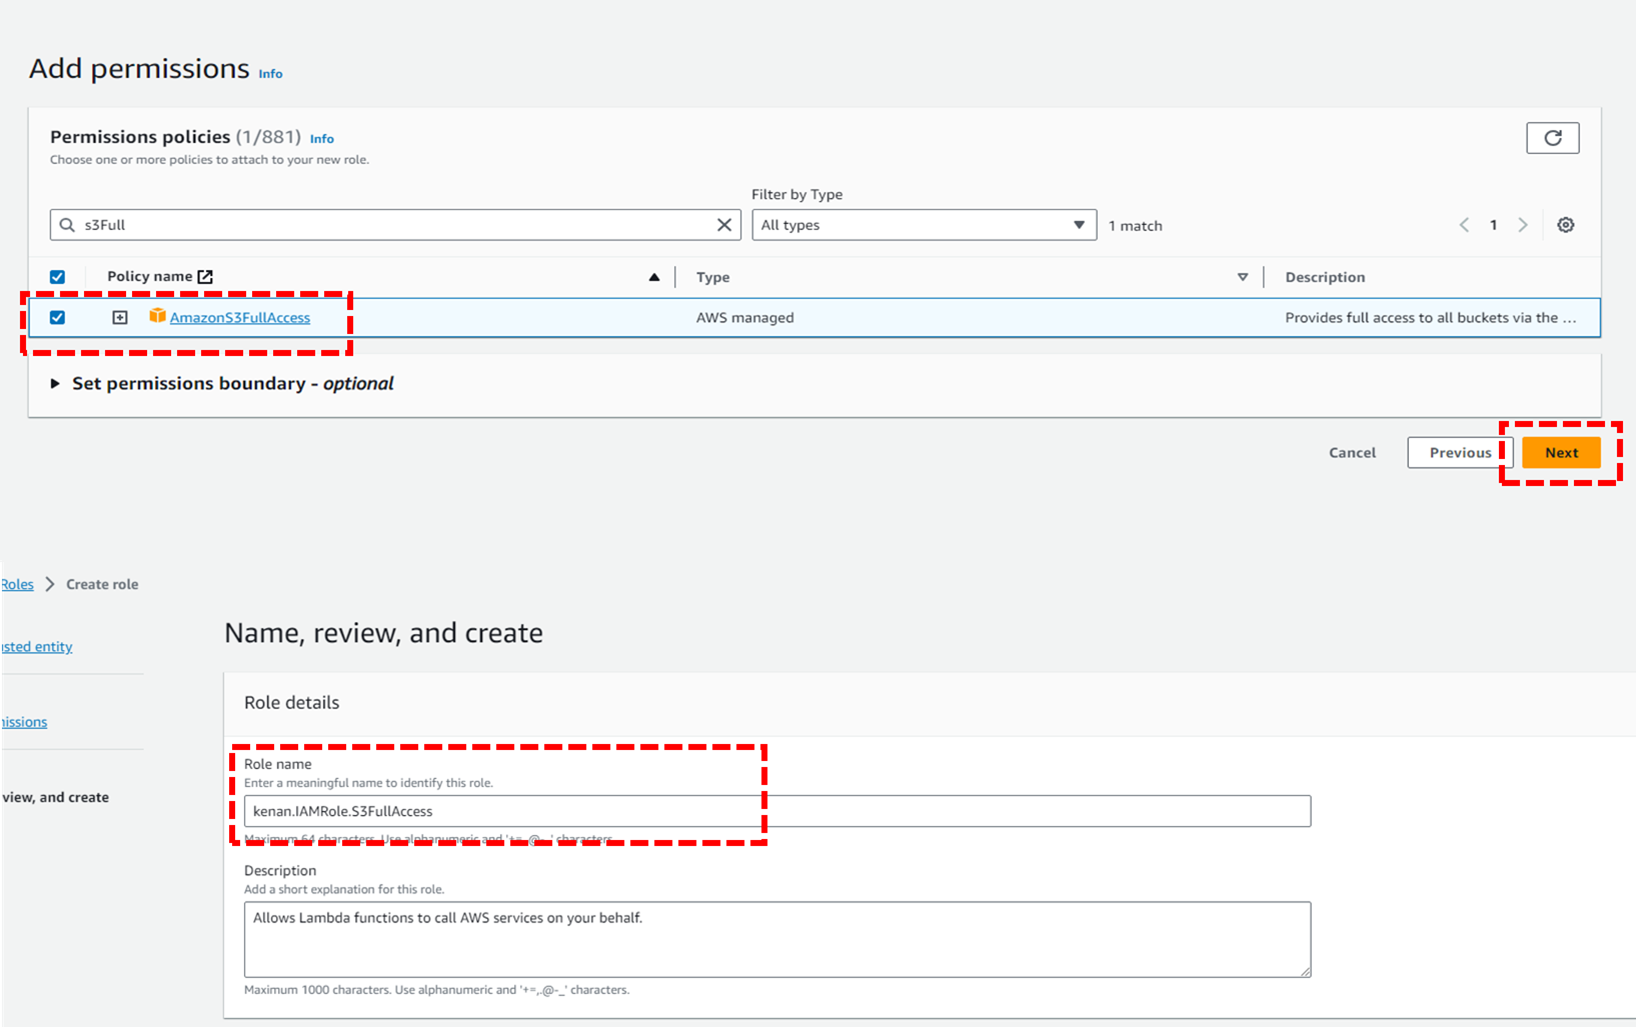 Add permissions Info
Permissions policies (1/881) Info
Choose one or more policies to attach to your new role.
Filter by Type
s3Full
All types
1 match
1
Policy name
Type
Description
AmazonS3FullAccess
AWS managed
Provides full access to all buckets via the ...
Set permissions boundary - optional
Cancel
Previous
Next
Roles
Create role
usted entity
Name, review, and create
Role details
nissions
Role name
Enter a meaningful name to identify this role.
view, and create
kenan.IAMRole.S3FullAccess
Maximum 64 characters. Use alphanumeric and '+=,.@-_' characters.
Description
Add a short explanation for this role.
Allows Lambda functions to call AWS services on your behalf.
Maximum 1000 characters. Use alphanumeric and '+=,.@-_' characters.